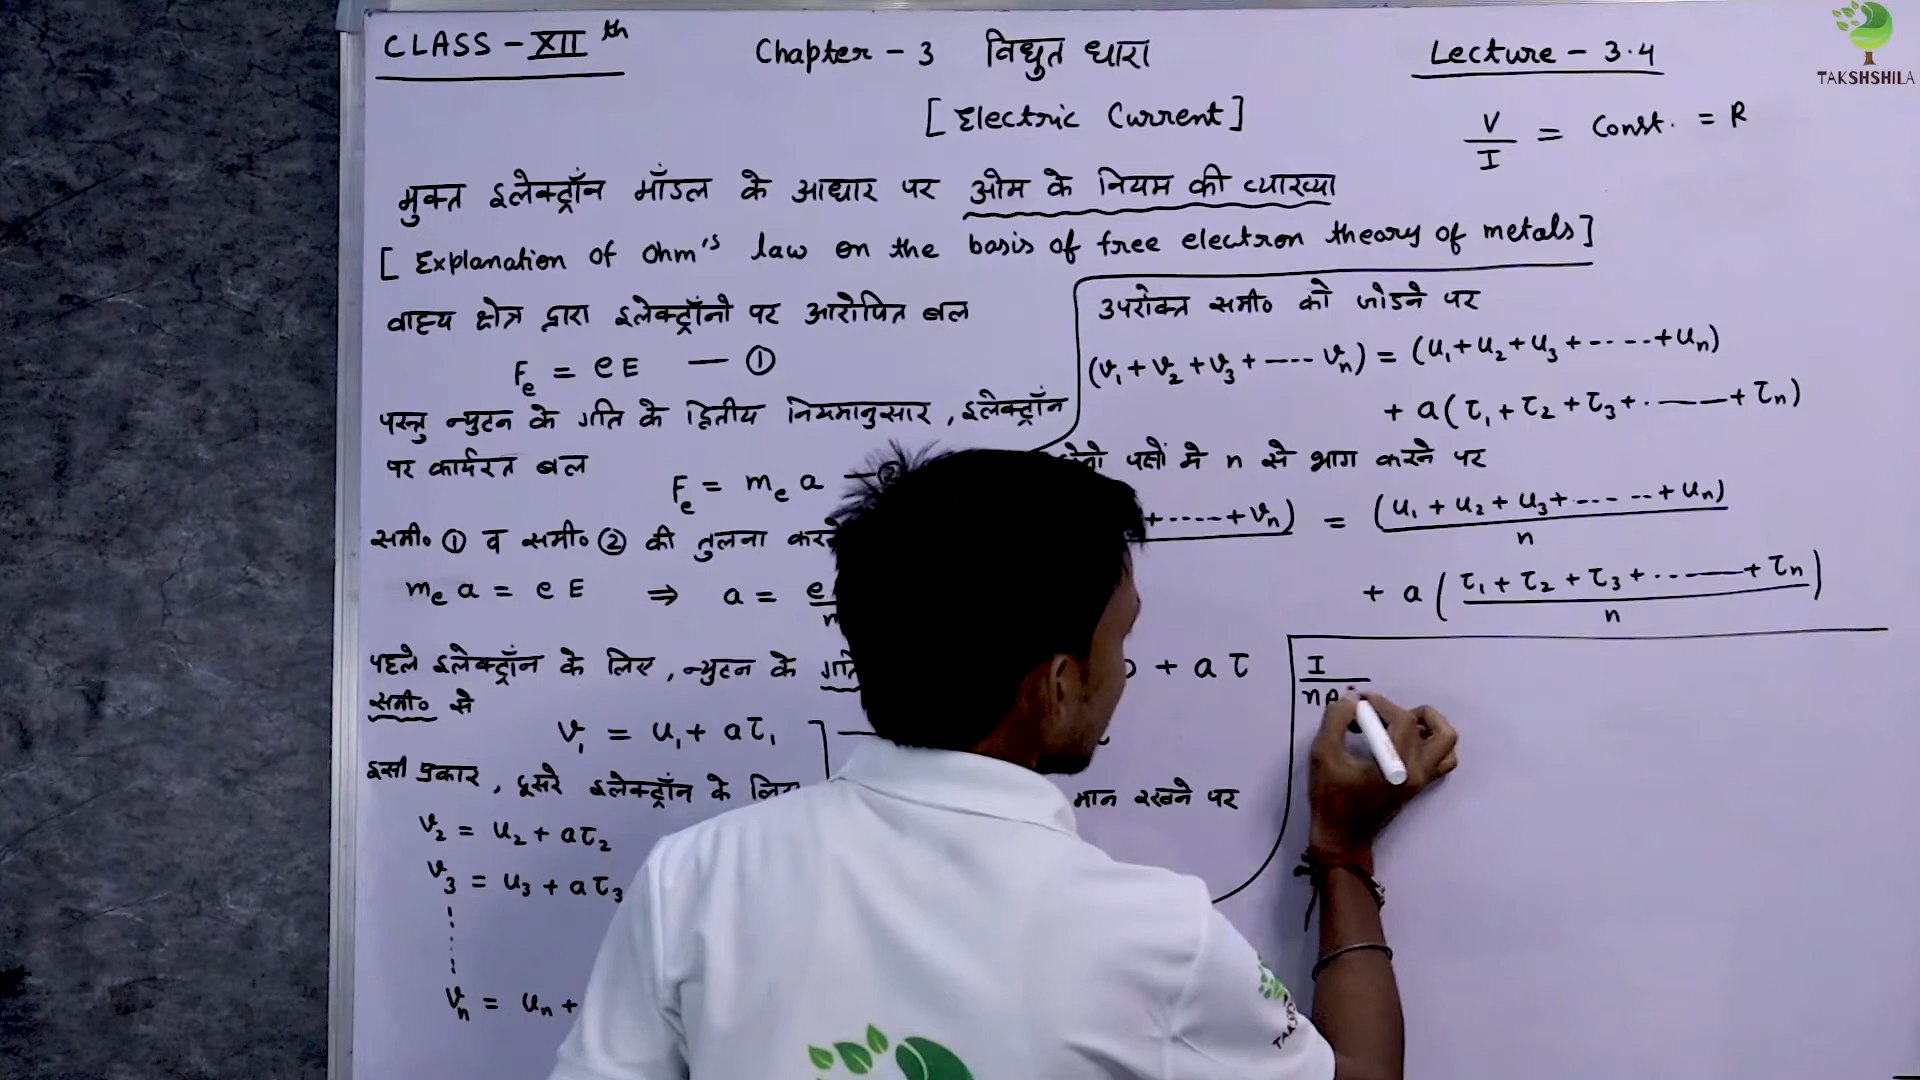 CLASS - XII th
Chapter - 3 विधुत धारा
Lecture - 3.4
TAKSHSHILA
[ Electric Current ]
V/I = Const. = R
मुक्त इलेक्ट्रॉन मॉडल के आधार पर ओम के नियम की व्याख्या
[ Explanation of Ohm's law on the basis of free electron theory of metals ]
वाह्य क्षेत्र द्वारा इलेक्ट्रॉनो पर आरोपित बल
Fe = eE — ①
परन्तु न्युटन के गति के द्वितीय नियमानुसार , इलेक्ट्रॉन
पर कार्यरत बल
Fe = me a —
समी० ① व समी० ② की तुलना करने
me a = e E ⇒ a = e
पहले इलेक्ट्रॉन के लिए , न्युटन के गति
समी० से
v1 = u1 + aτ1
इसी प्रकार , दूसरे इलेक्ट्रॉन के लिए
v2 = u2 + aτ2
v3 = u3 + aτ3
vn = un +
उपरोक्त समी० को जोडने पर
(v1 + v2 + v3 + ---- vn) = (u1 + u2 + u3 + ----- + un)
+ a(τ1 + τ2 + τ3 + ----- + τn)
पक्षों मे n से भाग करने पर
+ ----- + vn) = (u1 + u2 + u3 + ------ + un)/n
+ a ( τ1 + τ2 + τ3 + ------ + τn / n )
+ a τ
मान रखने पर
I
nA